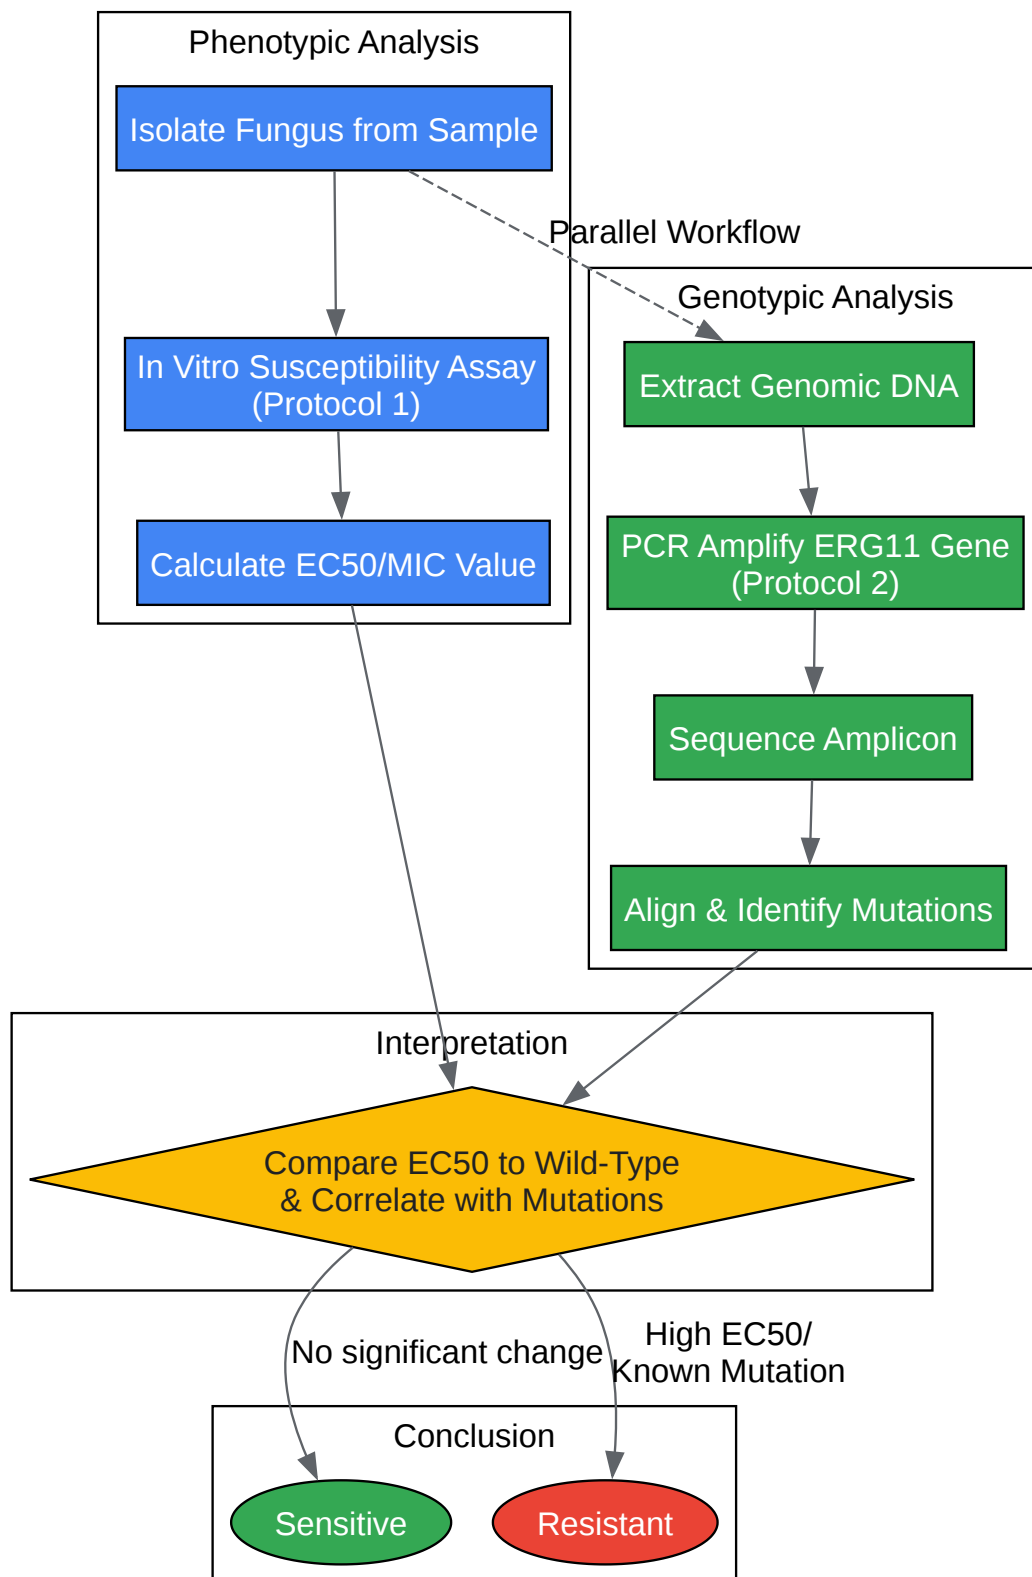 Phenotypic Analysis
Isolate Fungus from Sample
Parallel Workflow
In Vitro Susceptibility Assay
(Protocol 1)
Calculate EC50/MIC Value
Genotypic Analysis
Extract Genomic DNA
PCR Amplify ERG11 Gene
(Protocol 2)
Sequence Amplicon
Align & Identify Mutations
Interpretation
Compare EC50 to Wild-Type
& Correlate with Mutations
No significant change
High EC50/
Known Mutation
Conclusion
Sensitive
Resistant